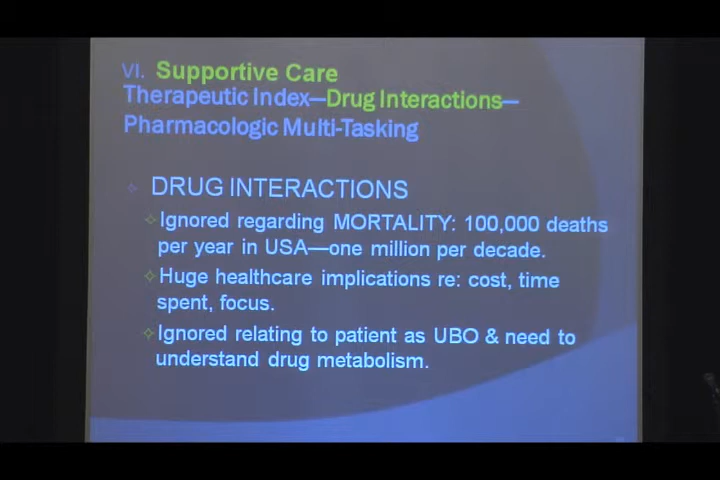 VI. Supportive Care
Therapeutic Index—Drug Interactions—
Pharmacologic Multi-Tasking
DRUG INTERACTIONS
Ignored regarding MORTALITY: 100,000 deaths
per year in USA—one million per decade.
Huge healthcare implications re: cost, time
spent, focus.
Ignored relating to patient as UBO & need to
understand drug metabolism.